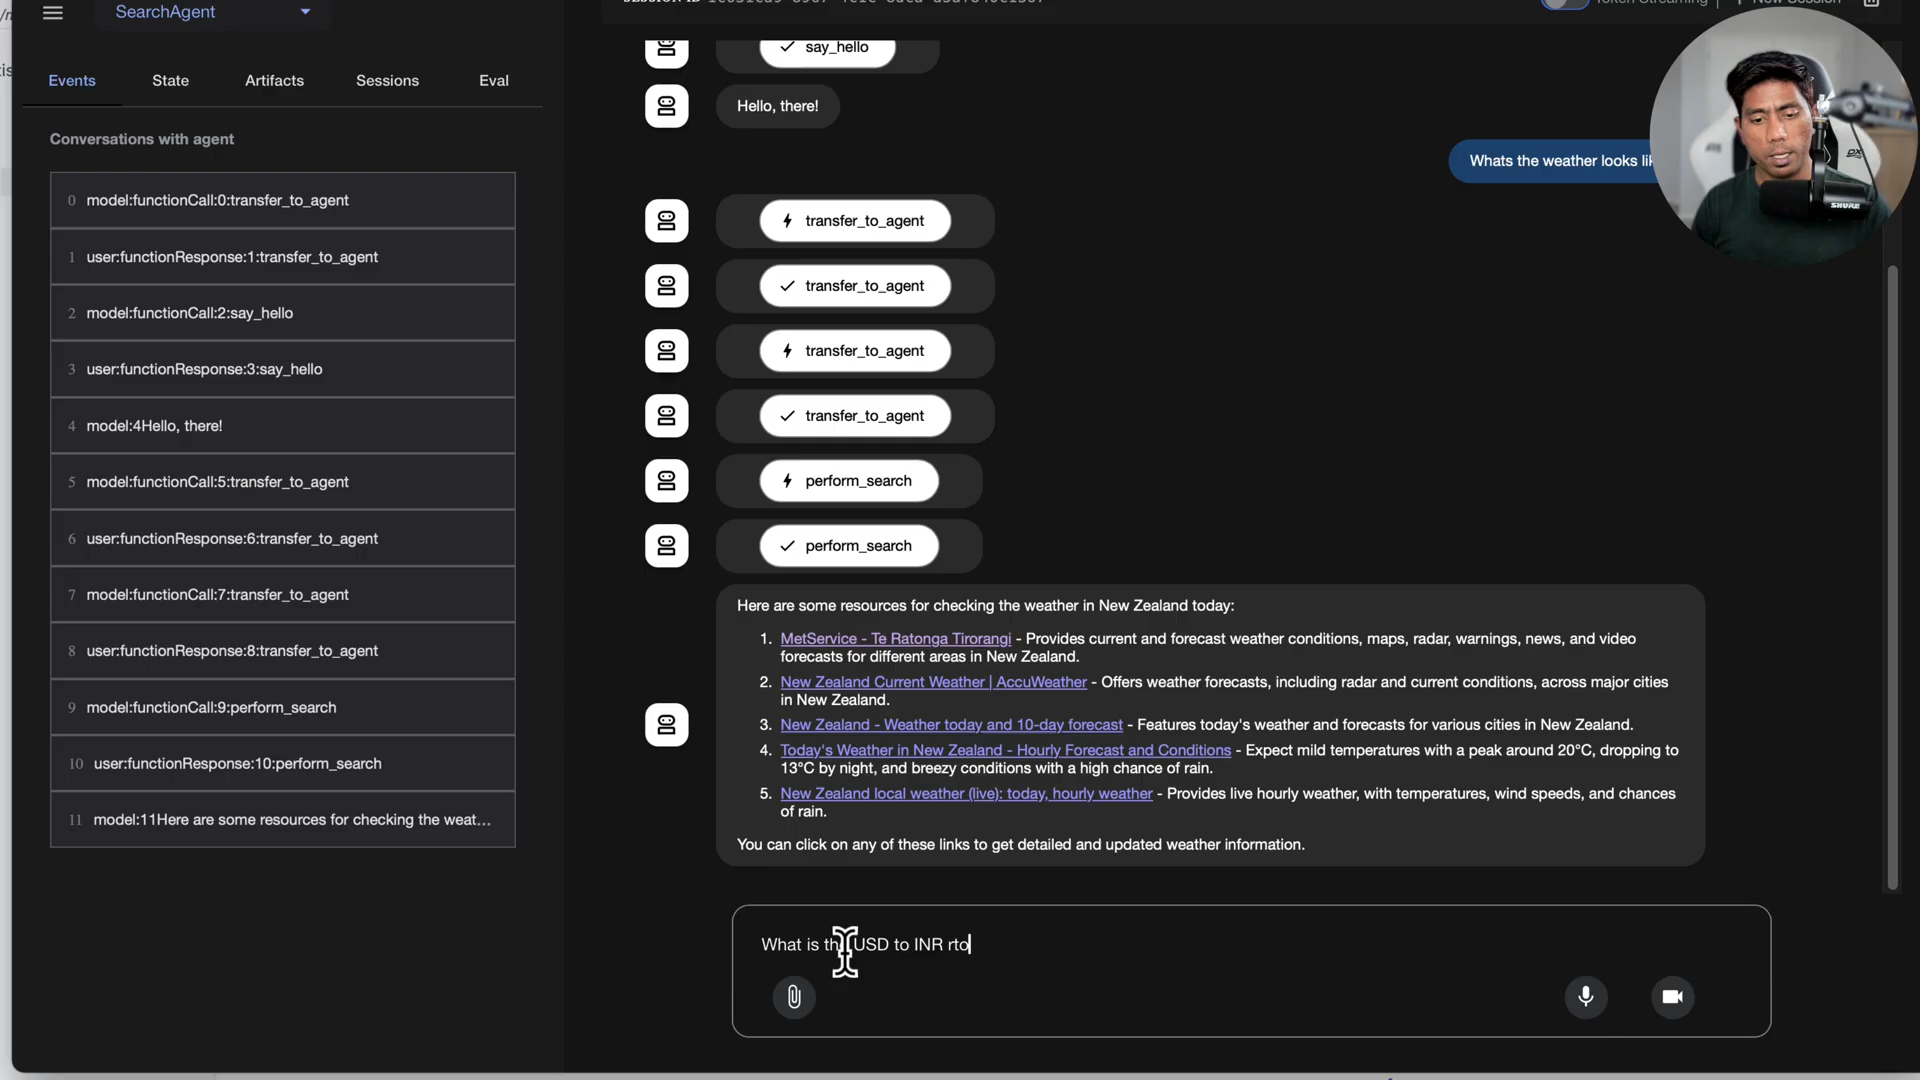 SearchAgent
Events
State
Artifacts
Sessions
Eval
Conversations with agent
0 model:functionCall:0:transfer_to_agent
1 user:functionResponse:1:transfer_to_agent
2 model:functionCall:2:say_hello
3 user:functionResponse:3:say_hello
4 model:4Hello, there!
5 model:functionCall:5:transfer_to_agent
6 user:functionResponse:6:transfer_to_agent
7 model:functionCall:7:transfer_to_agent
8 user:functionResponse:8:transfer_to_agent
9 model:functionCall:9:perform_search
10 user:functionResponse:10:perform_search
11 model:11Here are some resources for checking the weat...
SESSION ID
Token Streaming
New Session
say_hello
Hello, there!
Whats the weather looks
transfer_to_agent
transfer_to_agent
transfer_to_agent
transfer_to_agent
perform_search
perform_search
Here are some resources for checking the weather in New Zealand today:
1. MetService - Te Ratonga Tirorangi - Provides current and forecast weather conditions, maps, radar, warnings, news, and video
forecasts for different areas in New Zealand.
2. New Zealand Current Weather | AccuWeather - Offers weather forecasts, including radar and current conditions, across major cities
in New Zealand.
3. New Zealand - Weather today and 10-day forecast - Features today's weather and forecasts for various cities in New Zealand.
4. Today's Weather in New Zealand - Hourly Forecast and Conditions - Expect mild temperatures with a peak around 20°C, dropping to
13°C by night, and breezy conditions with a high chance of rain.
5. New Zealand local weather (live): today, hourly weather - Provides live hourly weather, with temperatures, wind speeds, and chances
of rain.
You can click on any of these links to get detailed and updated weather information.
What is the USD to INR rto
SHURE